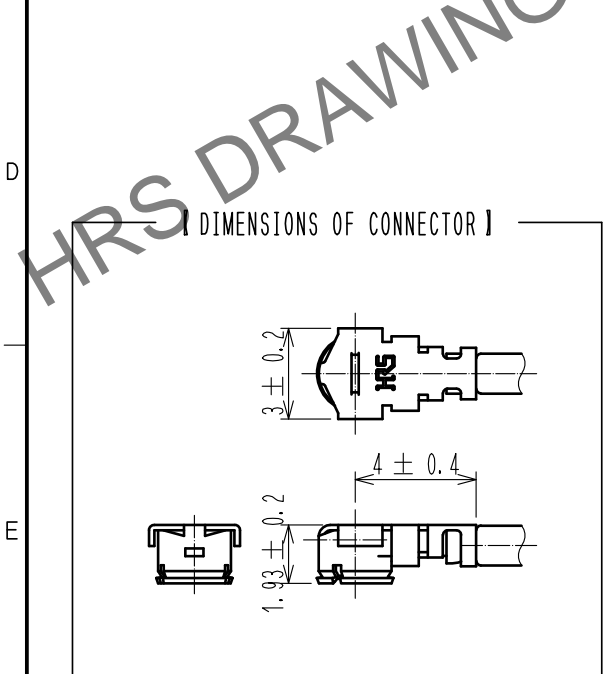 HRS DRAWING
D
【 DIMENSIONS OF CONNECTOR 】
3 ± 0.2
HRS
4 ± 0.4
E
1.93 ± 0.2